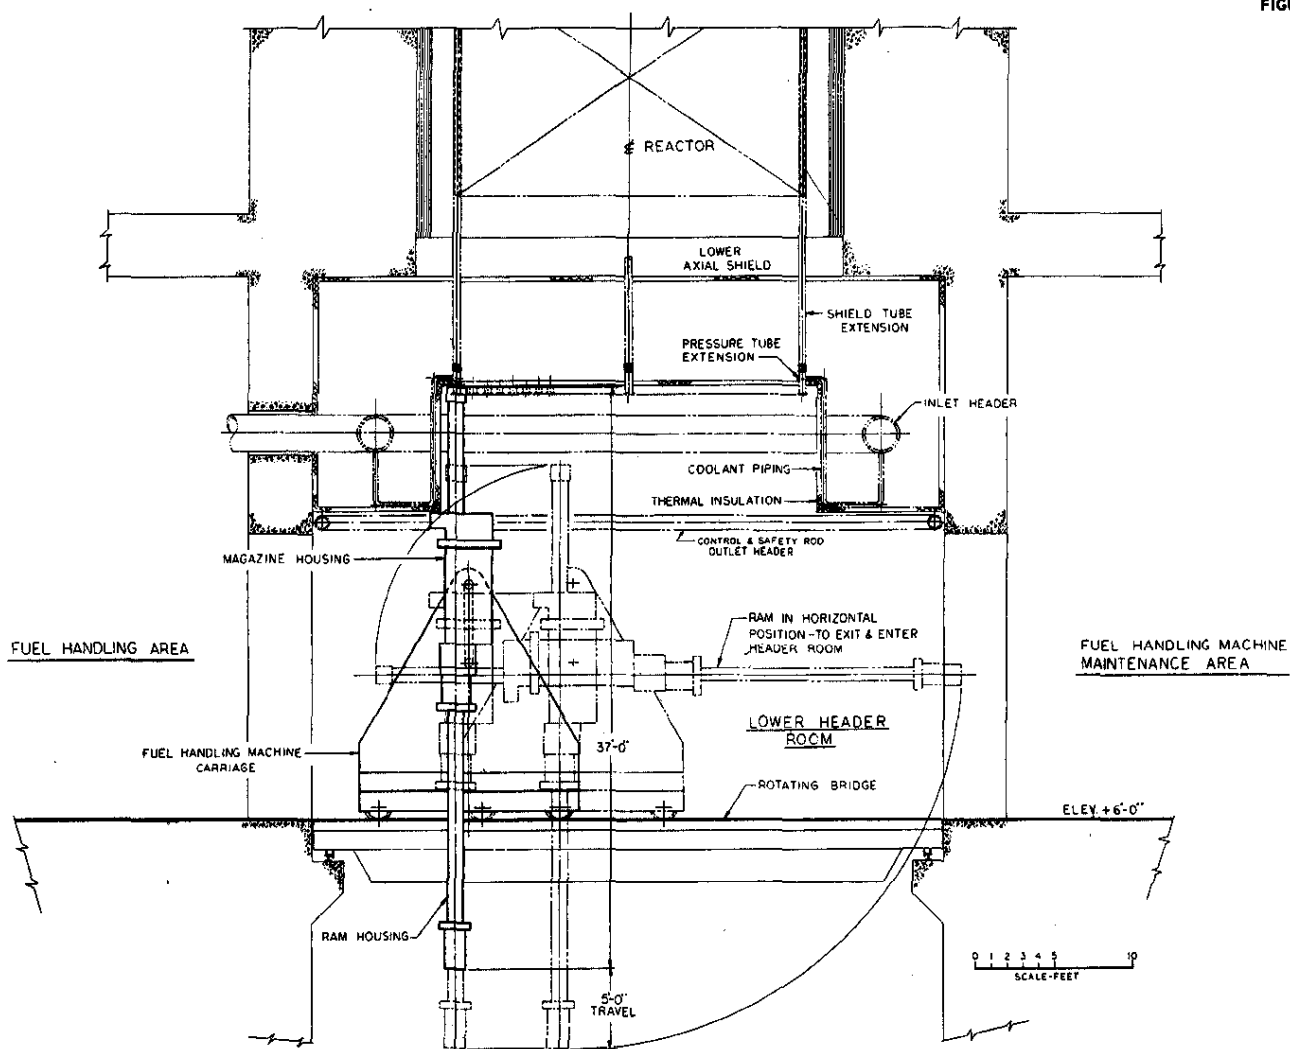 FIGU
℄ REACTOR
LOWER
AXIAL SHIELD
SHIELD TUBE
EXTENSION
PRESSURE TUBE
EXTENSION
INLET HEADER
COOLANT PIPING
THERMAL INSULATION
CONTROL & SAFETY ROD
OUTLET HEADER
MAGAZINE HOUSING
RAM IN HORIZONTAL
POSITION-TO EXIT & ENTER
HEADER ROOM
FUEL HANDLING AREA
FUEL HANDLING MACHINE
MAINTENANCE AREA
LOWER HEADER
ROOM
37'-0"
FUEL HANDLING MACHINE
CARRIAGE
ROTATING BRIDGE
ELEV. +6'-0"
RAM HOUSING
0 1 2 3 4 5 10
SCALE-FEET
5'-0"
TRAVEL